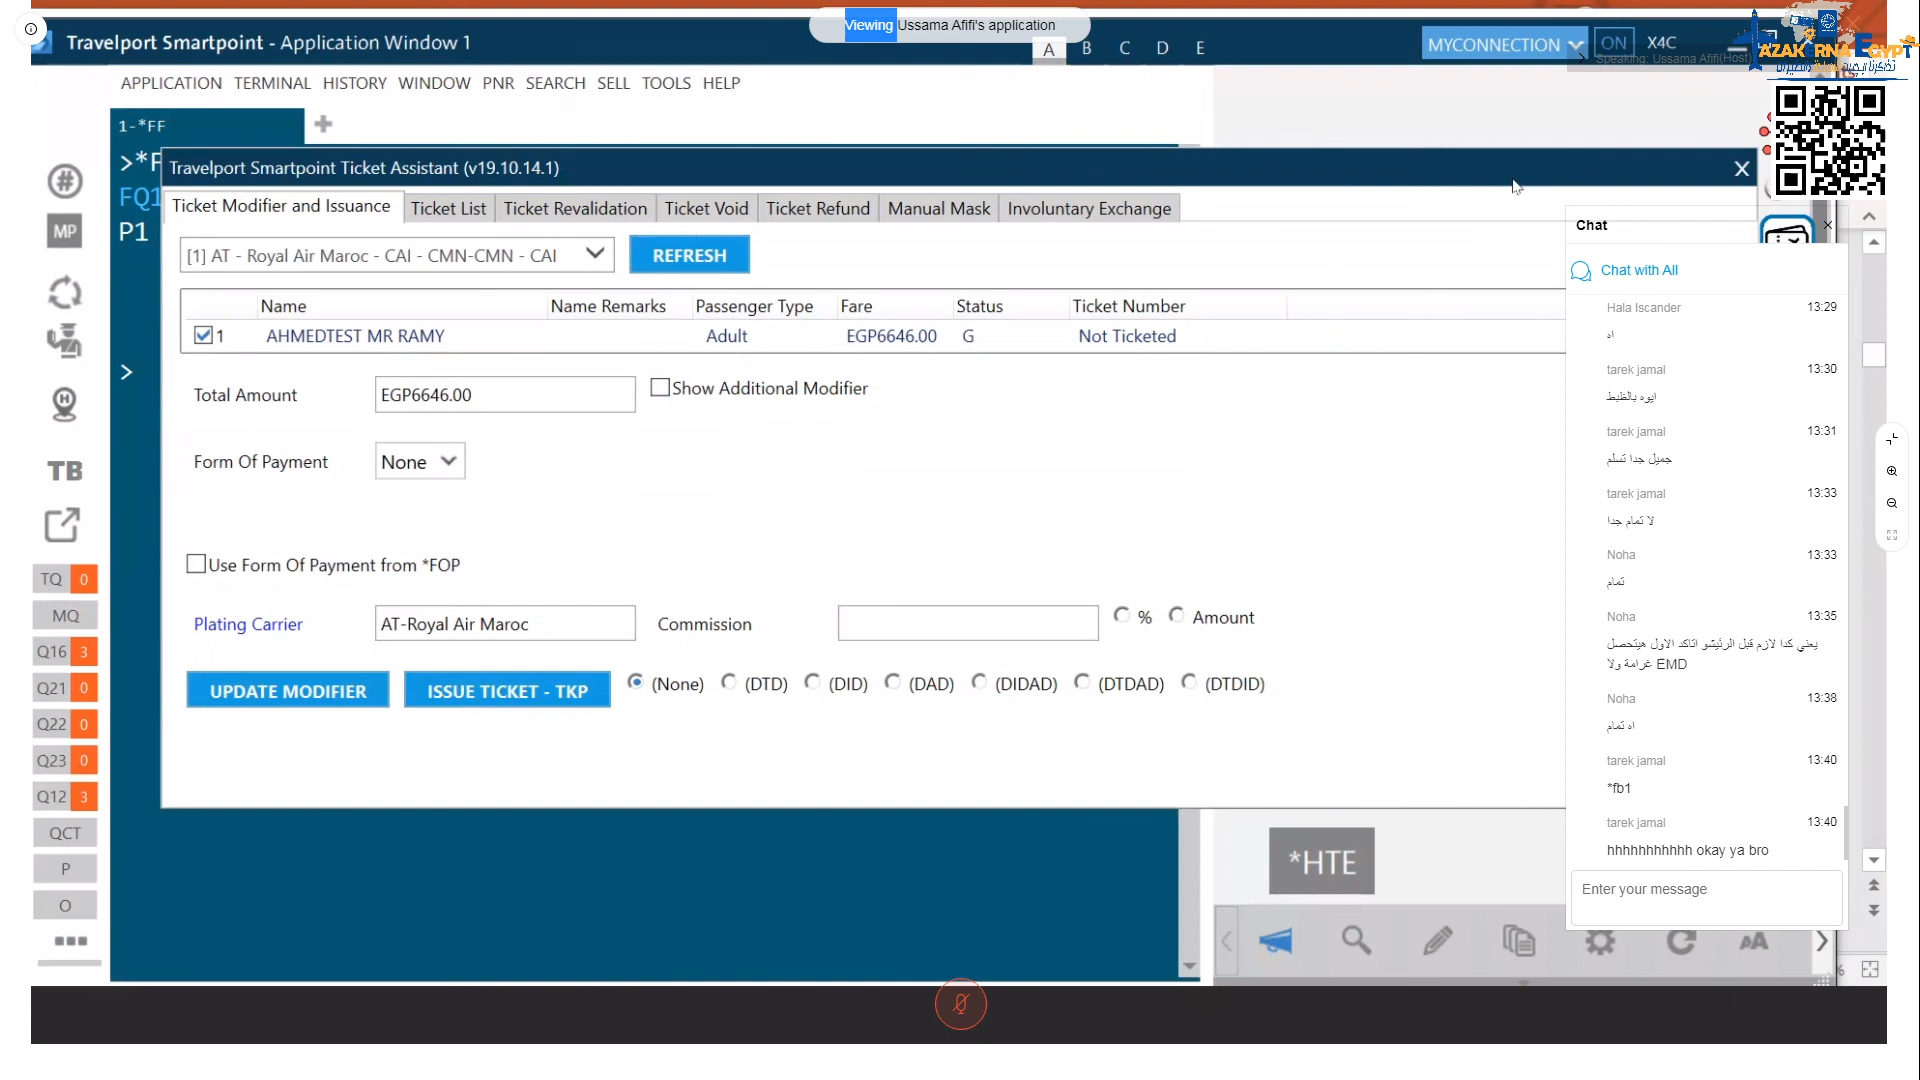 Viewing Ussama Afifi's application
Travelport Smartpoint - Application Window 1
A B C D E
MYCONNECTION ON X4C
Speaking: Ussama Afifi(Host)
APPLICATION TERMINAL HISTORY WINDOW PNR SEARCH SELL TOOLS HELP
1-*FF
>*F
FQ1
P1
>
Travelport Smartpoint Ticket Assistant (v19.10.14.1) X
Ticket Modifier and Issuance Ticket List Ticket Revalidation Ticket Void Ticket Refund Manual Mask Involuntary Exchange
[1] AT - Royal Air Maroc - CAI - CMN-CMN - CAI REFRESH
Name Name Remarks Passenger Type Fare Status Ticket Number
1 AHMEDTEST MR RAMY Adult EGP6646.00 G Not Ticketed
Total Amount EGP6646.00 Show Additional Modifier
Form Of Payment None
Use Form Of Payment from *FOP
Plating Carrier AT-Royal Air Maroc Commission % Amount
UPDATE MODIFIER ISSUE TICKET - TKP (None) (DTD) (DID) (DAD) (DIDAD) (DTDAD) (DTDID)
MP
TB
TQ 0
MQ
Q16 3
Q21 0
Q22 0
Q23 0
Q12 3
QCT
P
O
*HTE
AA
Chat
Chat with All
Hala Iscander 13:29
اه
tarek jamal 13:30
ايوه بالظبط
tarek jamal 13:31
جميل جدا تسلم
tarek jamal 13:33
لا تمام جدا
Noha 13:33
تمام
Noha 13:35
يعني كدا لازم قبل الرئيشو اتاكد الاول هيتحصل
غرامة ولا EMD
Noha 13:38
اه تمام
tarek jamal 13:40
*fb1
tarek jamal 13:40
hhhhhhhhhhh okay ya bro
Enter your message